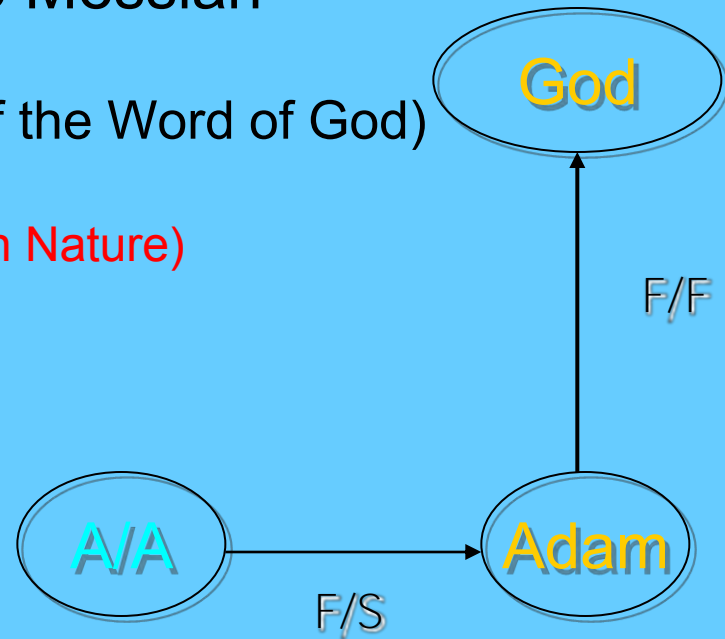 Messiah
God
f the Word of God)
n Nature)
F/F
A/A
Adam
F/S